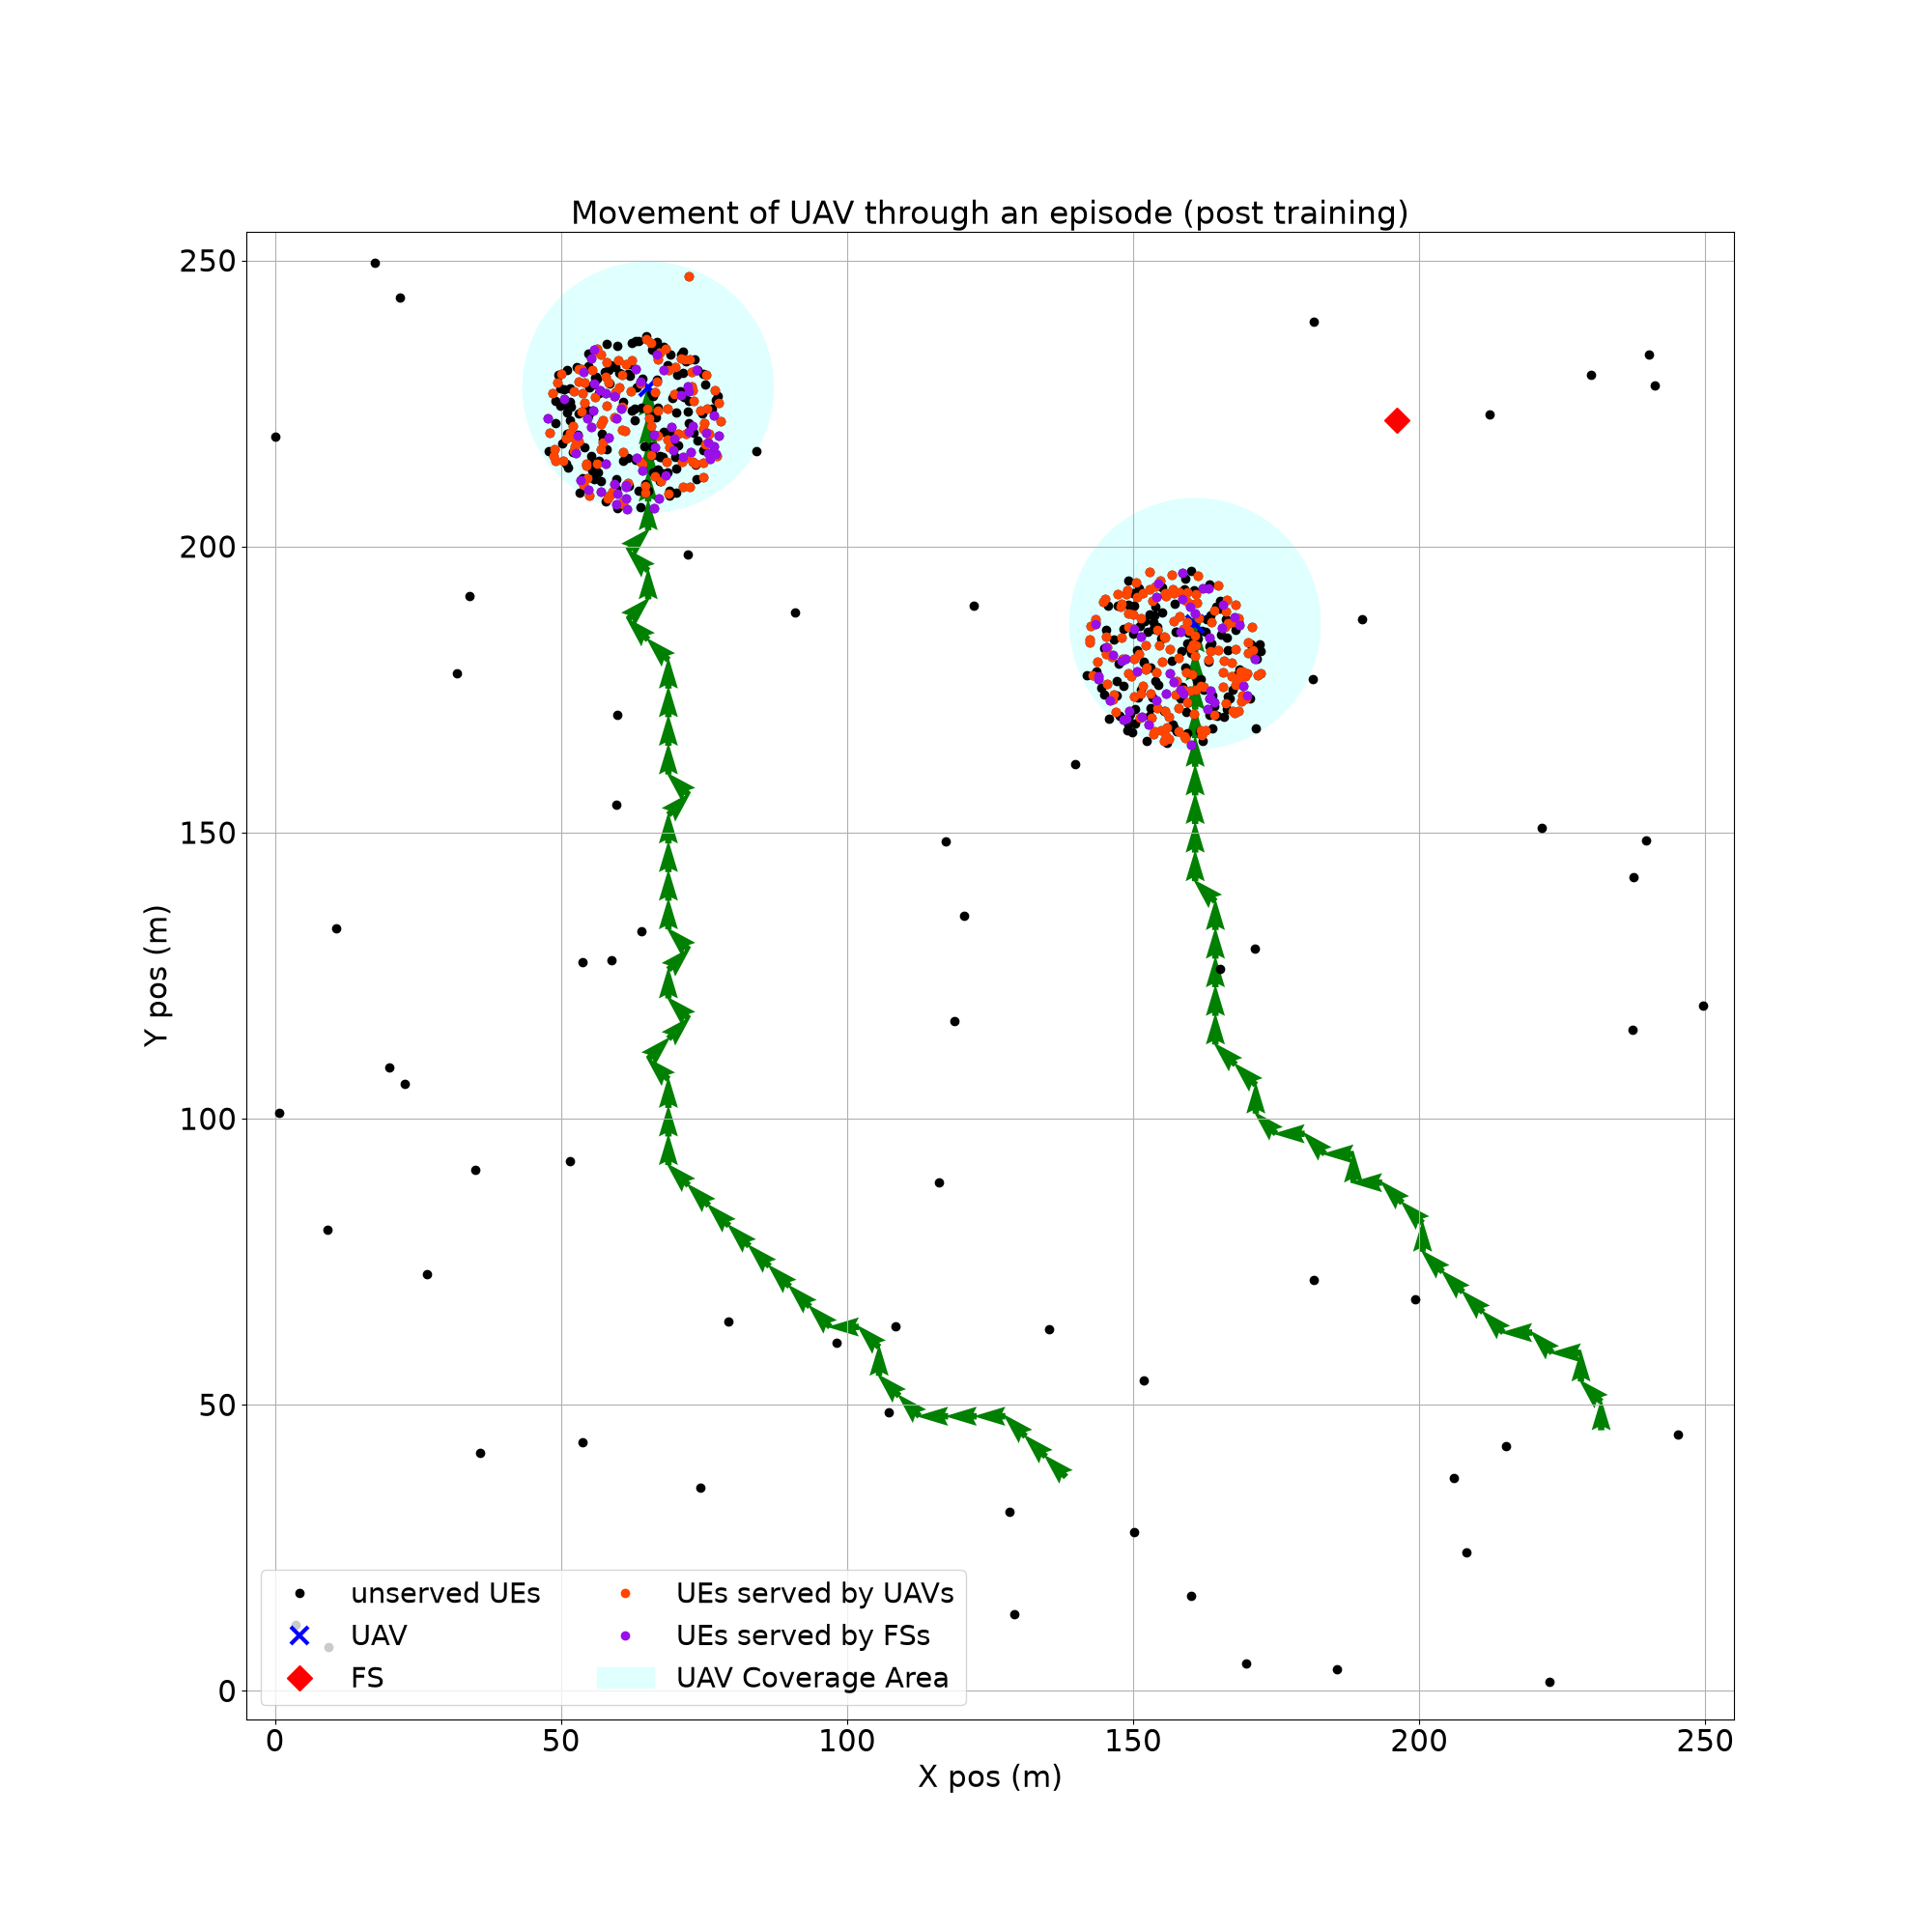 Movement of UAV through an episode (post training)
250
200
150
100
50
0
Y pos (m)
unserved UEs
UAV
FS
UEs served by UAVs
UEs served by FSs
UAV Coverage Area
0 50 100 150 200 250
X pos (m)